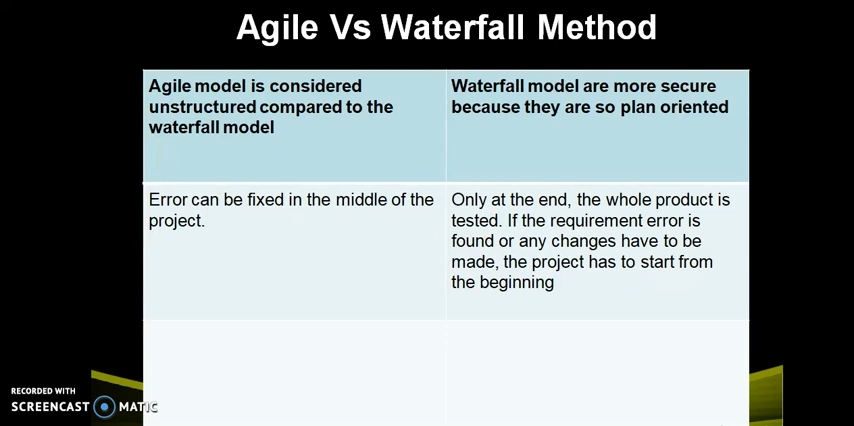 Agile Vs Waterfall Method
Agile model is considered
unstructured compared to the
waterfall model
Waterfall model are more secure
because they are so plan oriented
Error can be fixed in the middle of the
project.
Only at the end, the whole product is
tested. If the requirement error is
found or any changes have to be
made, the project has to start from
the beginning
RECORDED WITH
SCREENCAST MATIC